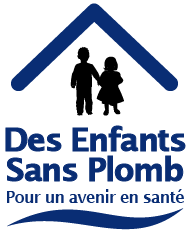 Des Enfants
Sans Plomb
Pour un avenir en santé